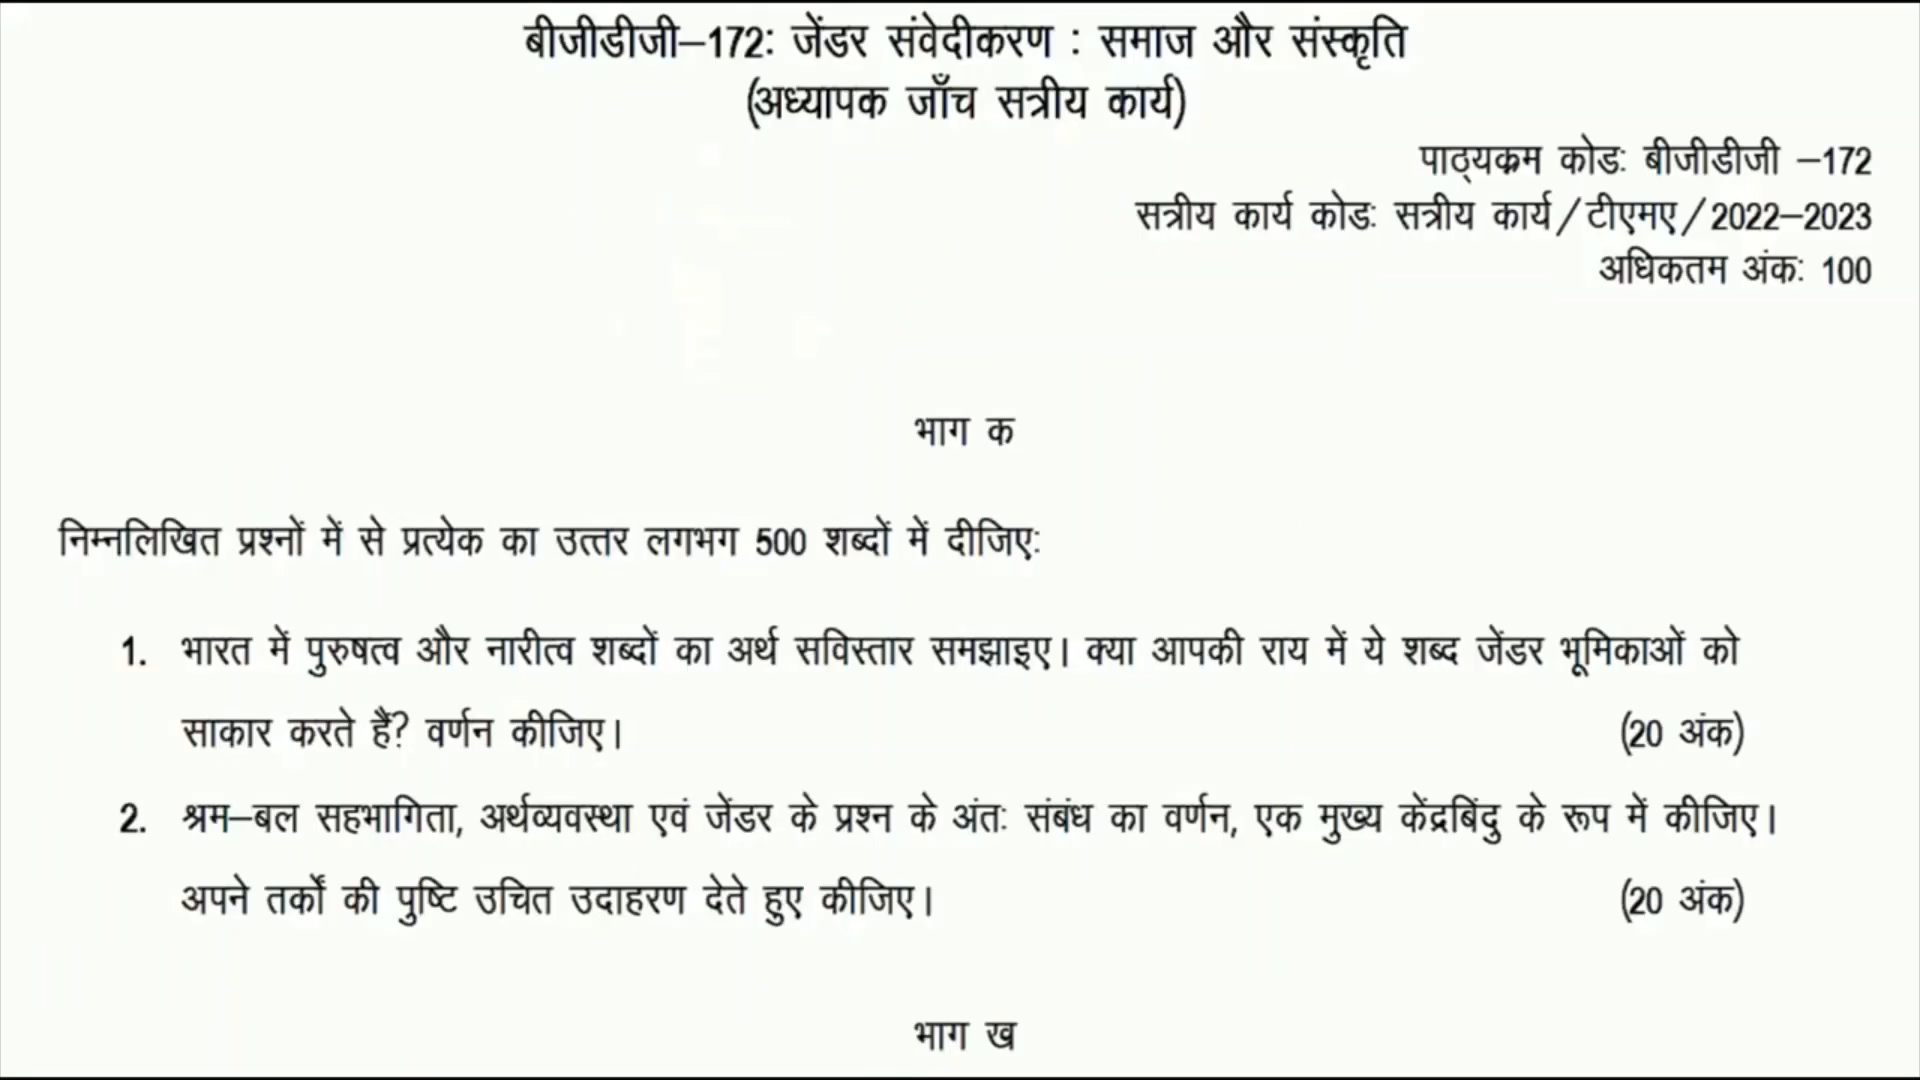 बीजीडीजी–172: जेंडर संवेदीकरण : समाज और संस्कृति
(अध्यापक जाँच सत्रीय कार्य)
पाठ्यक्रम कोड: बीजीडीजी –172
सत्रीय कार्य कोड: सत्रीय कार्य/टीएमए/2022–2023
अधिकतम अंक: 100
भाग क
निम्नलिखित प्रश्नों में से प्रत्येक का उत्तर लगभग 500 शब्दों में दीजिए:
1. भारत में पुरुषत्व और नारीत्व शब्दों का अर्थ सविस्तार समझाइए। क्या आपकी राय में ये शब्द जेंडर भूमिकाओं को
साकार करते हैं? वर्णन कीजिए। (20 अंक)
2. श्रम–बल सहभागिता, अर्थव्यवस्था एवं जेंडर के प्रश्न के अंत: संबंध का वर्णन, एक मुख्य केंद्रबिंदु के रूप में कीजिए।
अपने तर्कों की पुष्टि उचित उदाहरण देते हुए कीजिए। (20 अंक)
भाग ख